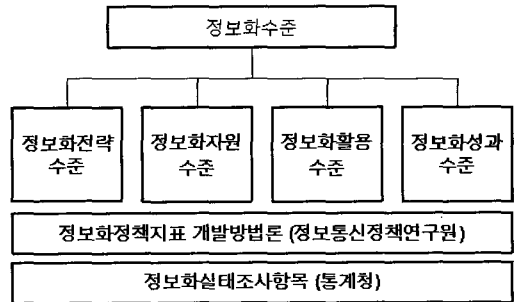 정보화수준
정보화전략 정보화자원 정보화활용 정보화성과
수준 수준 수준 수준
정보화정책지표 개발방법론 (정보통신정책연구원)
정보화실태조사항목 (통계청)